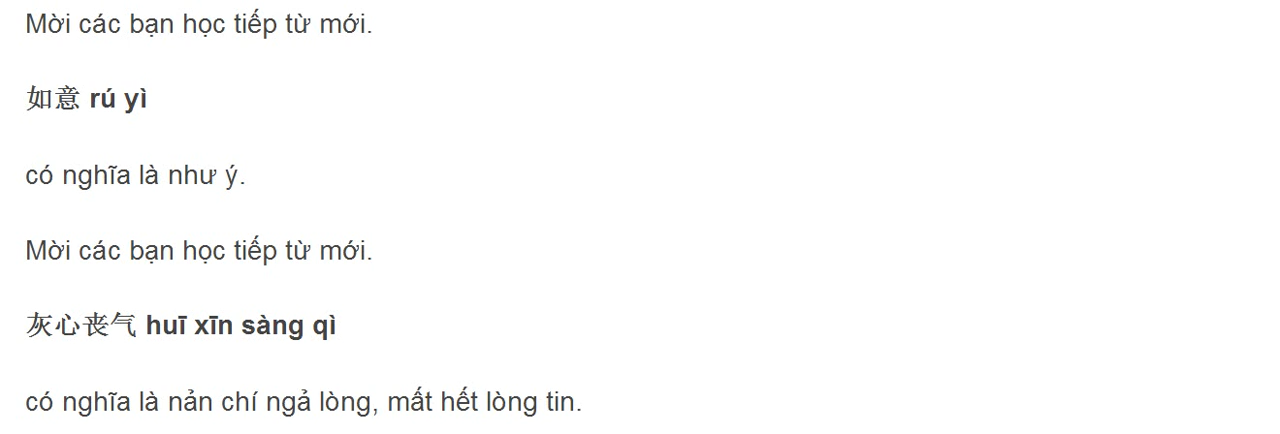 Mời các bạn học tiếp từ mới.
如意 rú yì
có nghĩa là như ý.
Mời các bạn học tiếp từ mới.
灰心丧气 huī xīn sàng qì
có nghĩa là nản chí ngả lòng, mất hết lòng tin.